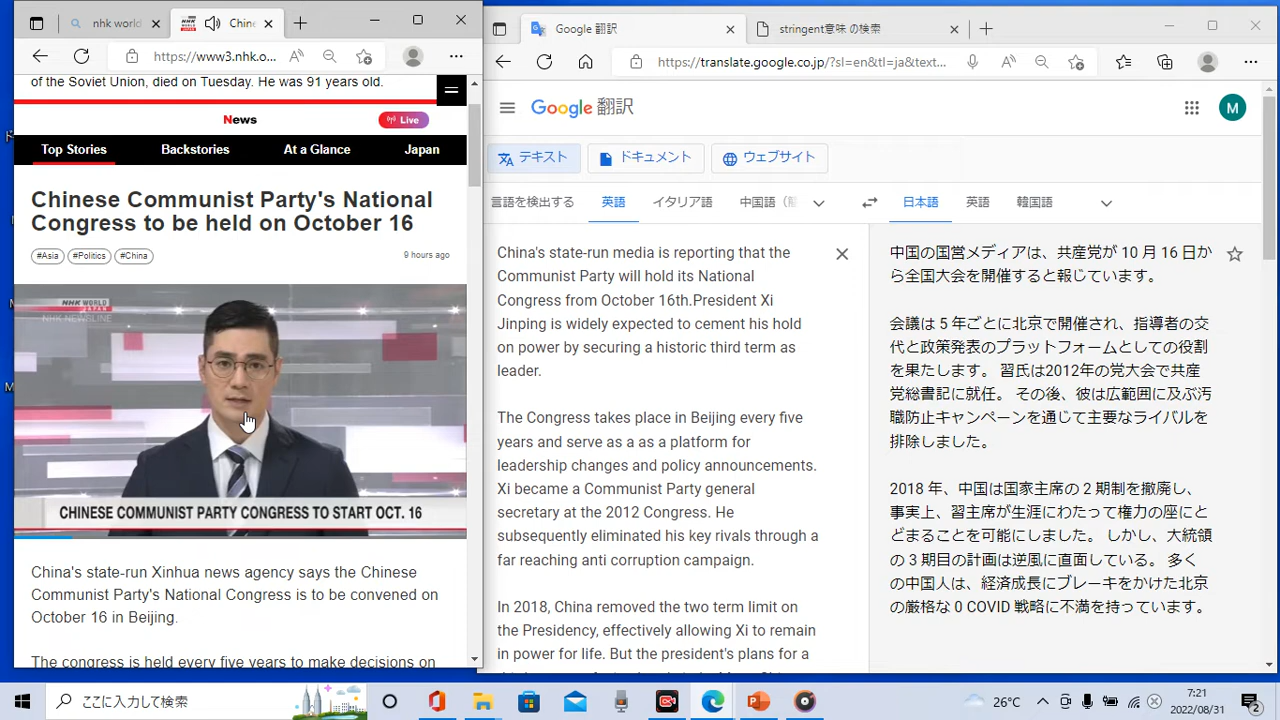 nhk world
Chine
https://www3.nhk.o...
of the Soviet Union, died on Tuesday. He was 91 years old.
News
Live
Top Stories
Backstories
At a Glance
Japan
Chinese Communist Party's National
Congress to be held on October 16
#Asia
#Politics
#China
9 hours ago
NHK WORLD
JAPAN
NHK NEWSLINE
CHINESE COMMUNIST PARTY CONGRESS TO START OCT. 16
China's state-run Xinhua news agency says the Chinese
Communist Party's National Congress is to be convened on
October 16 in Beijing.
The congress is held every five years to make decisions on
Google 翻訳
stringent意味 の検索
https://translate.google.co.jp/?sl=en&tl=ja&text...
Google 翻訳
M
テキスト
ドキュメント
ウェブサイト
言語を検出する
英語
イタリア語
中国語
日本語
英語
韓国語
China's state-run media is reporting that the
Communist Party will hold its National
Congress from October 16th.President Xi
Jinping is widely expected to cement his hold
on power by securing a historic third term as
leader.
The Congress takes place in Beijing every five
years and serve as a as a platform for
leadership changes and policy announcements.
Xi became a Communist Party general
secretary at the 2012 Congress. He
subsequently eliminated his key rivals through a
far reaching anti corruption campaign.
In 2018, China removed the two term limit on
the Presidency, effectively allowing Xi to remain
in power for life. But the president's plans for a
中国の国営メディアは、共産党が 10 月 16 日か
ら全国大会を開催すると報じています。
会議は 5 年ごとに北京で開催され、指導者の交
代と政策発表のプラットフォームとしての役割
を果たします。 習氏は2012年の党大会で共産
党総書記に就任。 その後、彼は広範囲に及ぶ汚
職防止キャンペーンを通じて主要なライバルを
排除しました。
2018 年、中国は国家主席の 2 期制を撤廃し、
事実上、習主席が生涯にわたって権力の座にと
どまることを可能にしました。 しかし、大統領
の 3 期目の計画は逆風に直面している。 多く
の中国人は、経済成長にブレーキをかけた北京
の厳格な 0 COVID 戦略に不満を持っています。
ここに入力して検索
26°C
7:21
2022/08/31
2